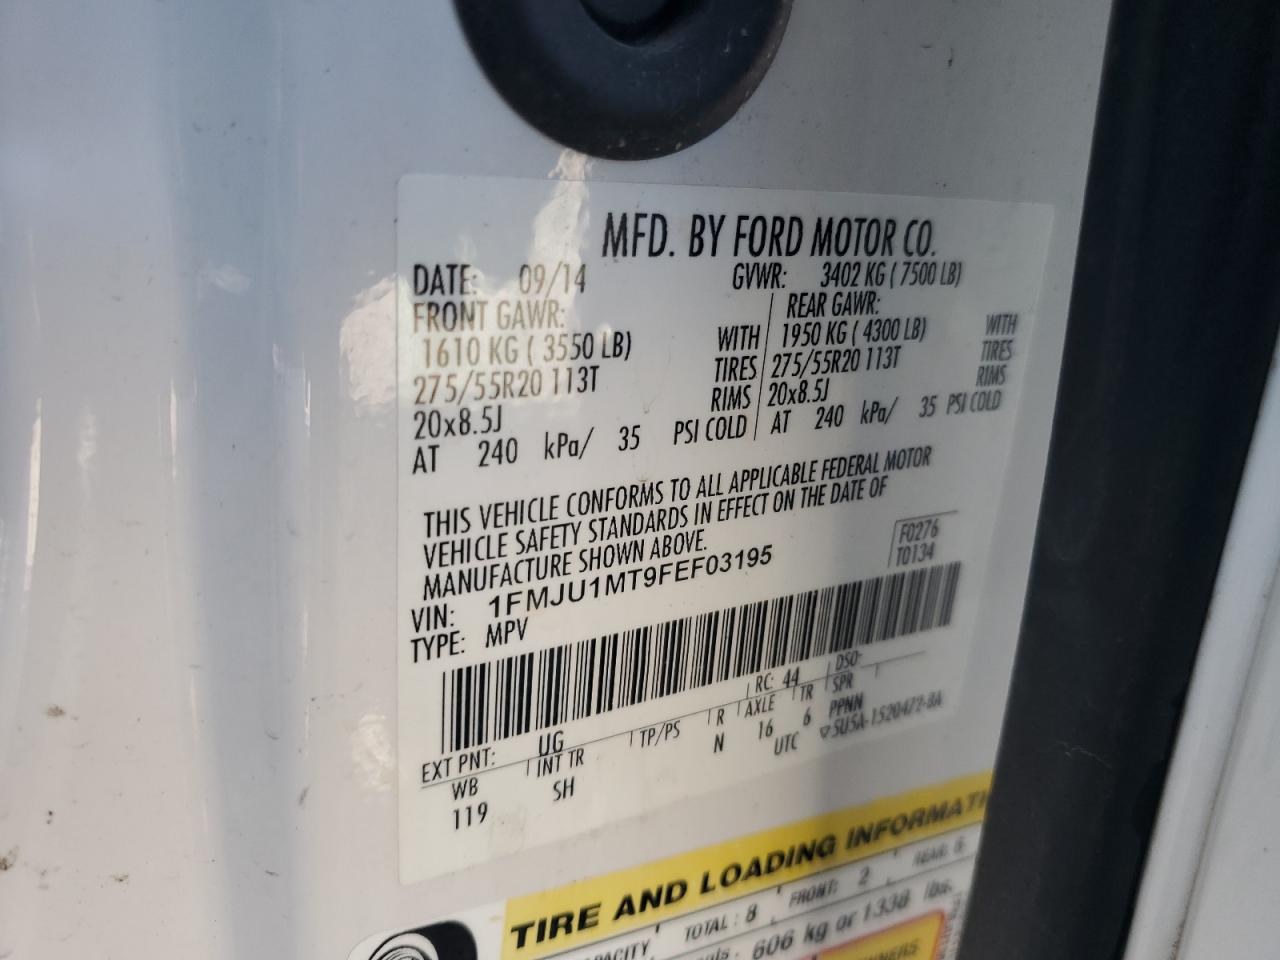 MFD. BY FORD MOTOR CO.
DATE: 09/14 GVWR: 3402 KG ( 7500 LB)
FRONT GAWR: REAR GAWR:
1610 KG ( 3550 LB) WITH 1950 KG ( 4300 LB) WITH
275/55R20 113T TIRES 275/55R20 113T TIRES
20x8.5J RIMS 20x8.5J RIMS
AT 240 kPa/ 35 PSI COLD AT 240 kPa/ 35 PSI COLD
THIS VEHICLE CONFORMS TO ALL APPLICABLE FEDERAL MOTOR
VEHICLE SAFETY STANDARDS IN EFFECT ON THE DATE OF
MANUFACTURE SHOWN ABOVE.
F0276
T0134
VIN: 1FMJU1MT9FEF03195
TYPE: MPV
EXT PNT: UG RC: 44 DSO:
WB INT TR TP/PS R AXLE TR SPR
119 SH N 16 6 PPNN
UTC ▽5U5A-1520472-BA
TIRE AND LOADING INFORMATI
TOTAL: 8 FRONT: 2 REAR: 6
606 kg or 1338 lbs.